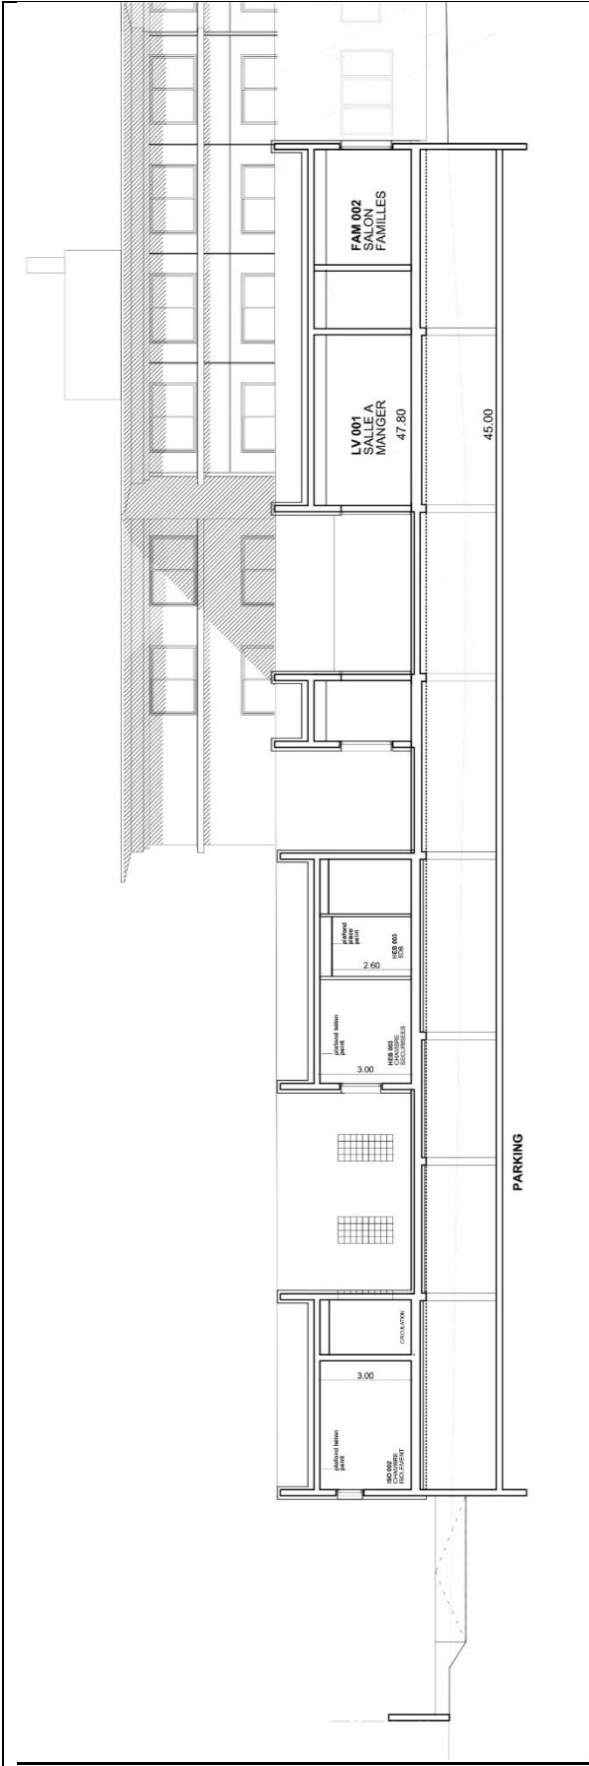 plafond béton
peint
3.00
ISO 002
CHAMBRE
ISOLEMENT
CIRCULATION
plafond béton
peint
3.00
HEB 003
CHAMBRE
SECURISEES
plafond
placo
peint
2.60
HEB 003
SDB
LV 001
SALLE A
MANGER
47.80
FAM 002
SALON
FAMILLES
45.00
PARKING